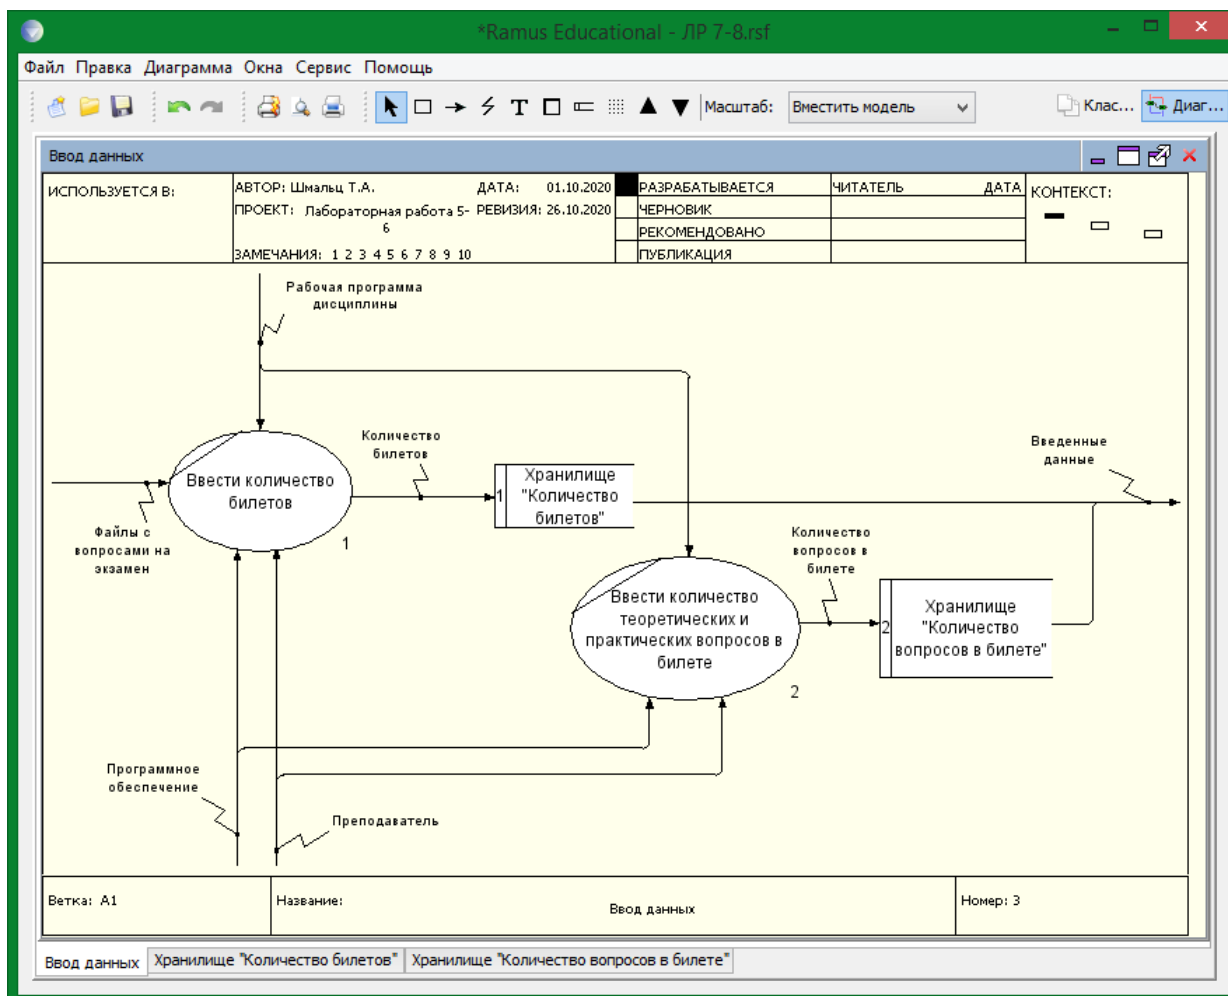 *Ramus Educational - ЛР 7-8.rsf
Файл Правка Диаграмма Окна Сервис Помощь
Масштаб: Вместить модель Клас... Диаг...
Ввод данных
ИСПОЛЬЗУЕТСЯ В:
АВТОР: Шмальц Т.А. ДАТА: 01.10.2020
ПРОЕКТ: Лабораторная работа 5-
6
РЕВИЗИЯ: 26.10.2020
ЗАМЕЧАНИЯ: 1 2 3 4 5 6 7 8 9 10
РАЗРАБАТЫВАЕТСЯ
ЧЕРНОВИК
РЕКОМЕНДОВАНО
ПУБЛИКАЦИЯ
ЧИТАТЕЛЬ ДАТА
КОНТЕКСТ:
Рабочая программа
дисциплины
Ввести количество
билетов
1
Файлы с
вопросами на
экзамен
Количество
билетов
1
Хранилище
"Количество
билетов"
Введенные
данные
Ввести количество
теоретических и
практических вопросов в
билете
2
Количество
вопросов в
билете
2
Хранилище
"Количество
вопросов в билете"
Программное
обеспечение
Преподаватель
Ветка: A1
Название:
Ввод данных
Номер: 3
Ввод данных Хранилище "Количество билетов" Хранилище "Количество вопросов в билете"